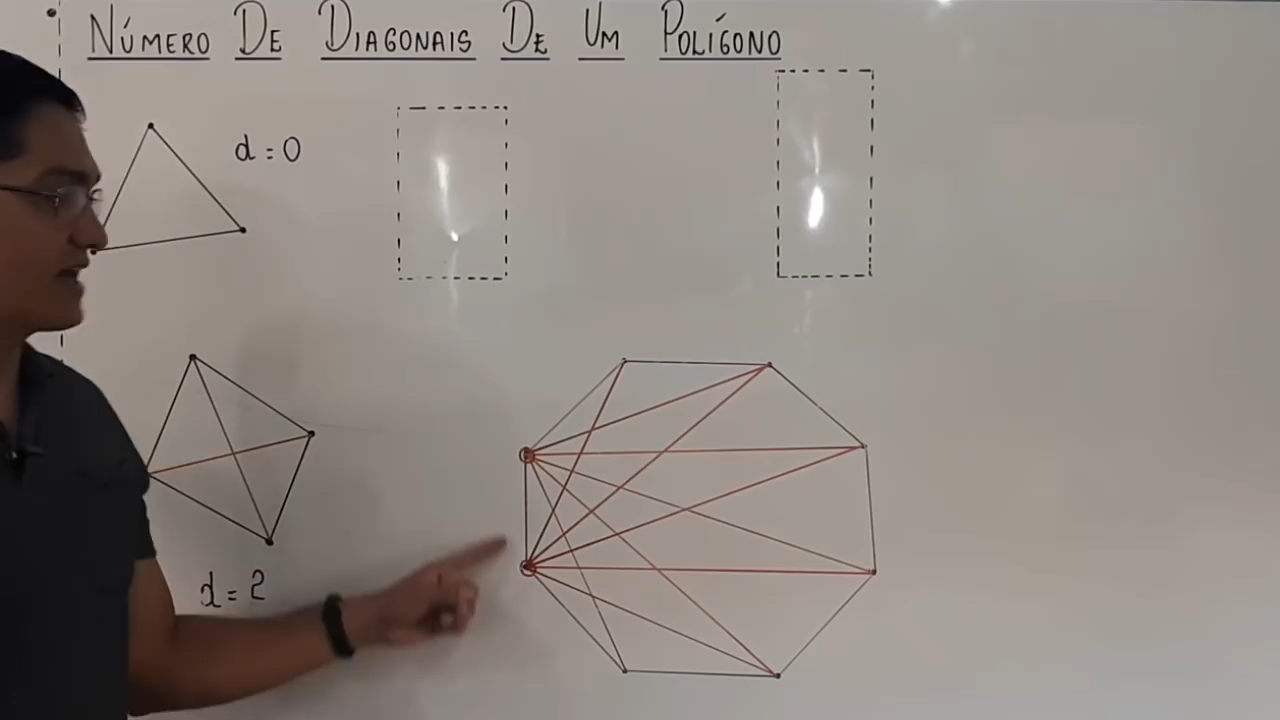 NÚMERO DE DIAGONAIS DE UM POLÍGONO
d = 0
d = 2